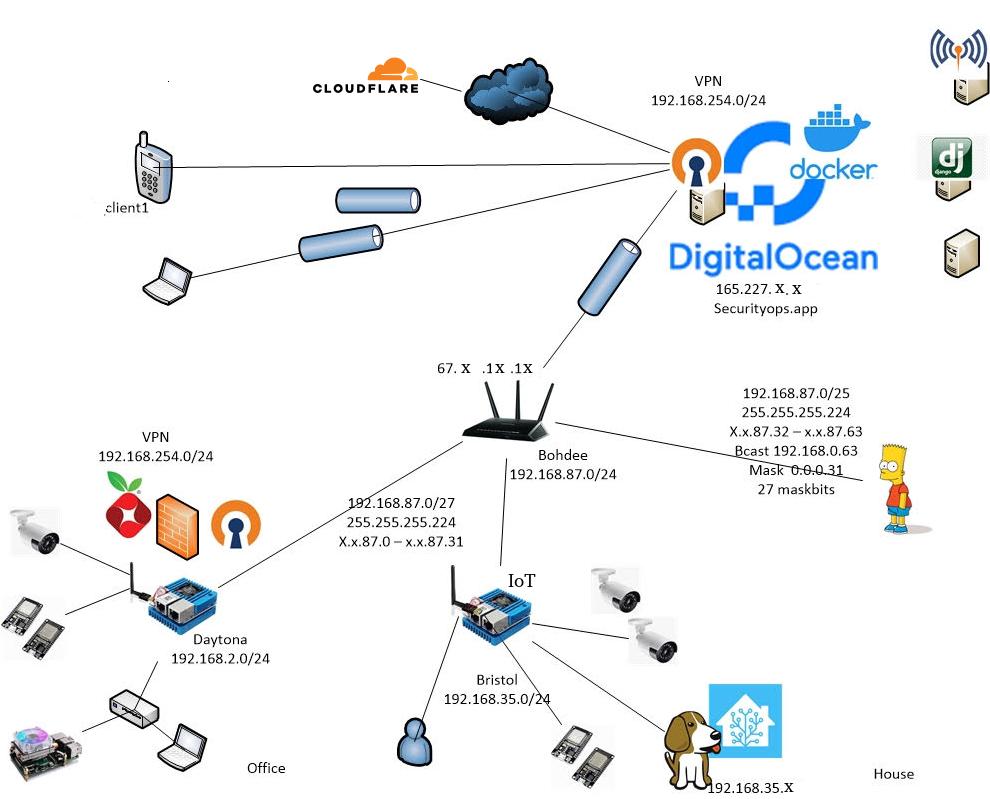 CLOUDFLARE
VPN
192.168.254.0/24
docker
dj
django
client1
DigitalOcean
165.227. x. x
Securityops.app
67. x .1x .1x
Bohdee
192.168.87.0/24
192.168.87.0/25
255.255.255.224
X.x.87.32 – x.x.87.63
Bcast 192.168.0.63
Mask 0.0.0.31
27 maskbits
VPN
192.168.254.0/24
192.168.87.0/27
255.255.255.224
X.x.87.0 – x.x.87.31
IoT
Daytona
192.168.2.0/24
Bristol
192.168.35.0/24
Office
192.168.35.x
House